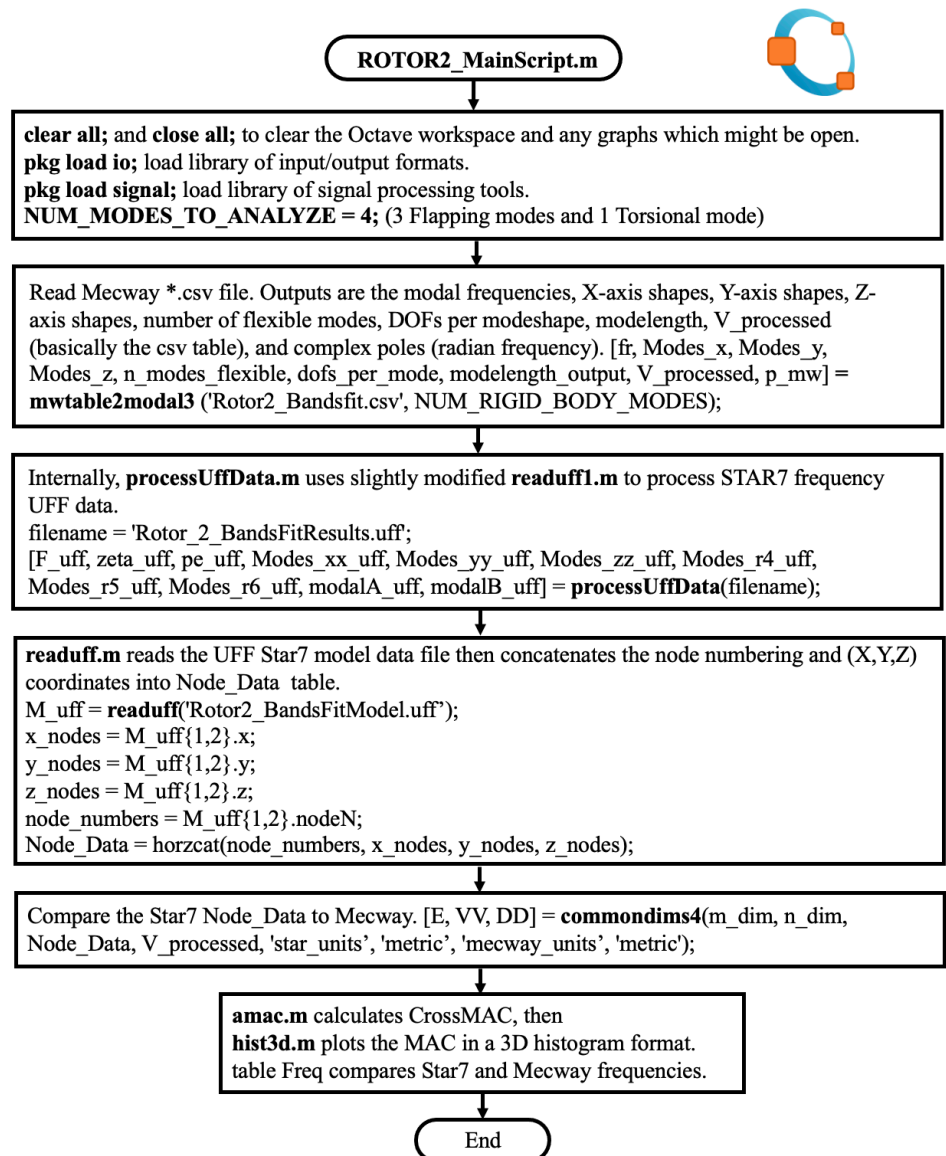 ROTOR2_MainScript.m
clear all; and close all; to clear the Octave workspace and any graphs which might be open.
pkg load io; load library of input/output formats.
pkg load signal; load library of signal processing tools.
NUM_MODES_TO_ANALYZE = 4; (3 Flapping modes and 1 Torsional mode)
Read Mecway *.csv file. Outputs are the modal frequencies, X-axis shapes, Y-axis shapes, Z-
axis shapes, number of flexible modes, DOFs per modeshape, modelength, V_processed
(basically the csv table), and complex poles (radian frequency). [fr, Modes_x, Modes_y,
Modes_z, n_modes_flexible, dofs_per_mode, modelength_output, V_processed, p_mw] =
mwtable2modal3 ('Rotor2_Bandsfit.csv', NUM_RIGID_BODY_MODES);
Internally, processUffData.m uses slightly modified readuff1.m to process STAR7 frequency
UFF data.
filename = 'Rotor_2_BandsFitResults.uff';
[F_uff, zeta_uff, pe_uff, Modes_xx_uff, Modes_yy_uff, Modes_zz_uff, Modes_r4_uff,
Modes_r5_uff, Modes_r6_uff, modalA_uff, modalB_uff] = processUffData(filename);
readuff.m reads the UFF Star7 model data file then concatenates the node numbering and (X,Y,Z)
coordinates into Node_Data table.
M_uff = readuff('Rotor2_BandsFitModel.uff’);
x_nodes = M_uff{1,2}.x;
y_nodes = M_uff{1,2}.y;
z_nodes = M_uff{1,2}.z;
node_numbers = M_uff{1,2}.nodeN;
Node_Data = horzcat(node_numbers, x_nodes, y_nodes, z_nodes);
Compare the Star7 Node_Data to Mecway. [E, VV, DD] = commondims4(m_dim, n_dim,
Node_Data, V_processed, 'star_units’, 'metric’, 'mecway_units’, 'metric');
amac.m calculates CrossMAC, then
hist3d.m plots the MAC in a 3D histogram format.
table Freq compares Star7 and Mecway frequencies.
End